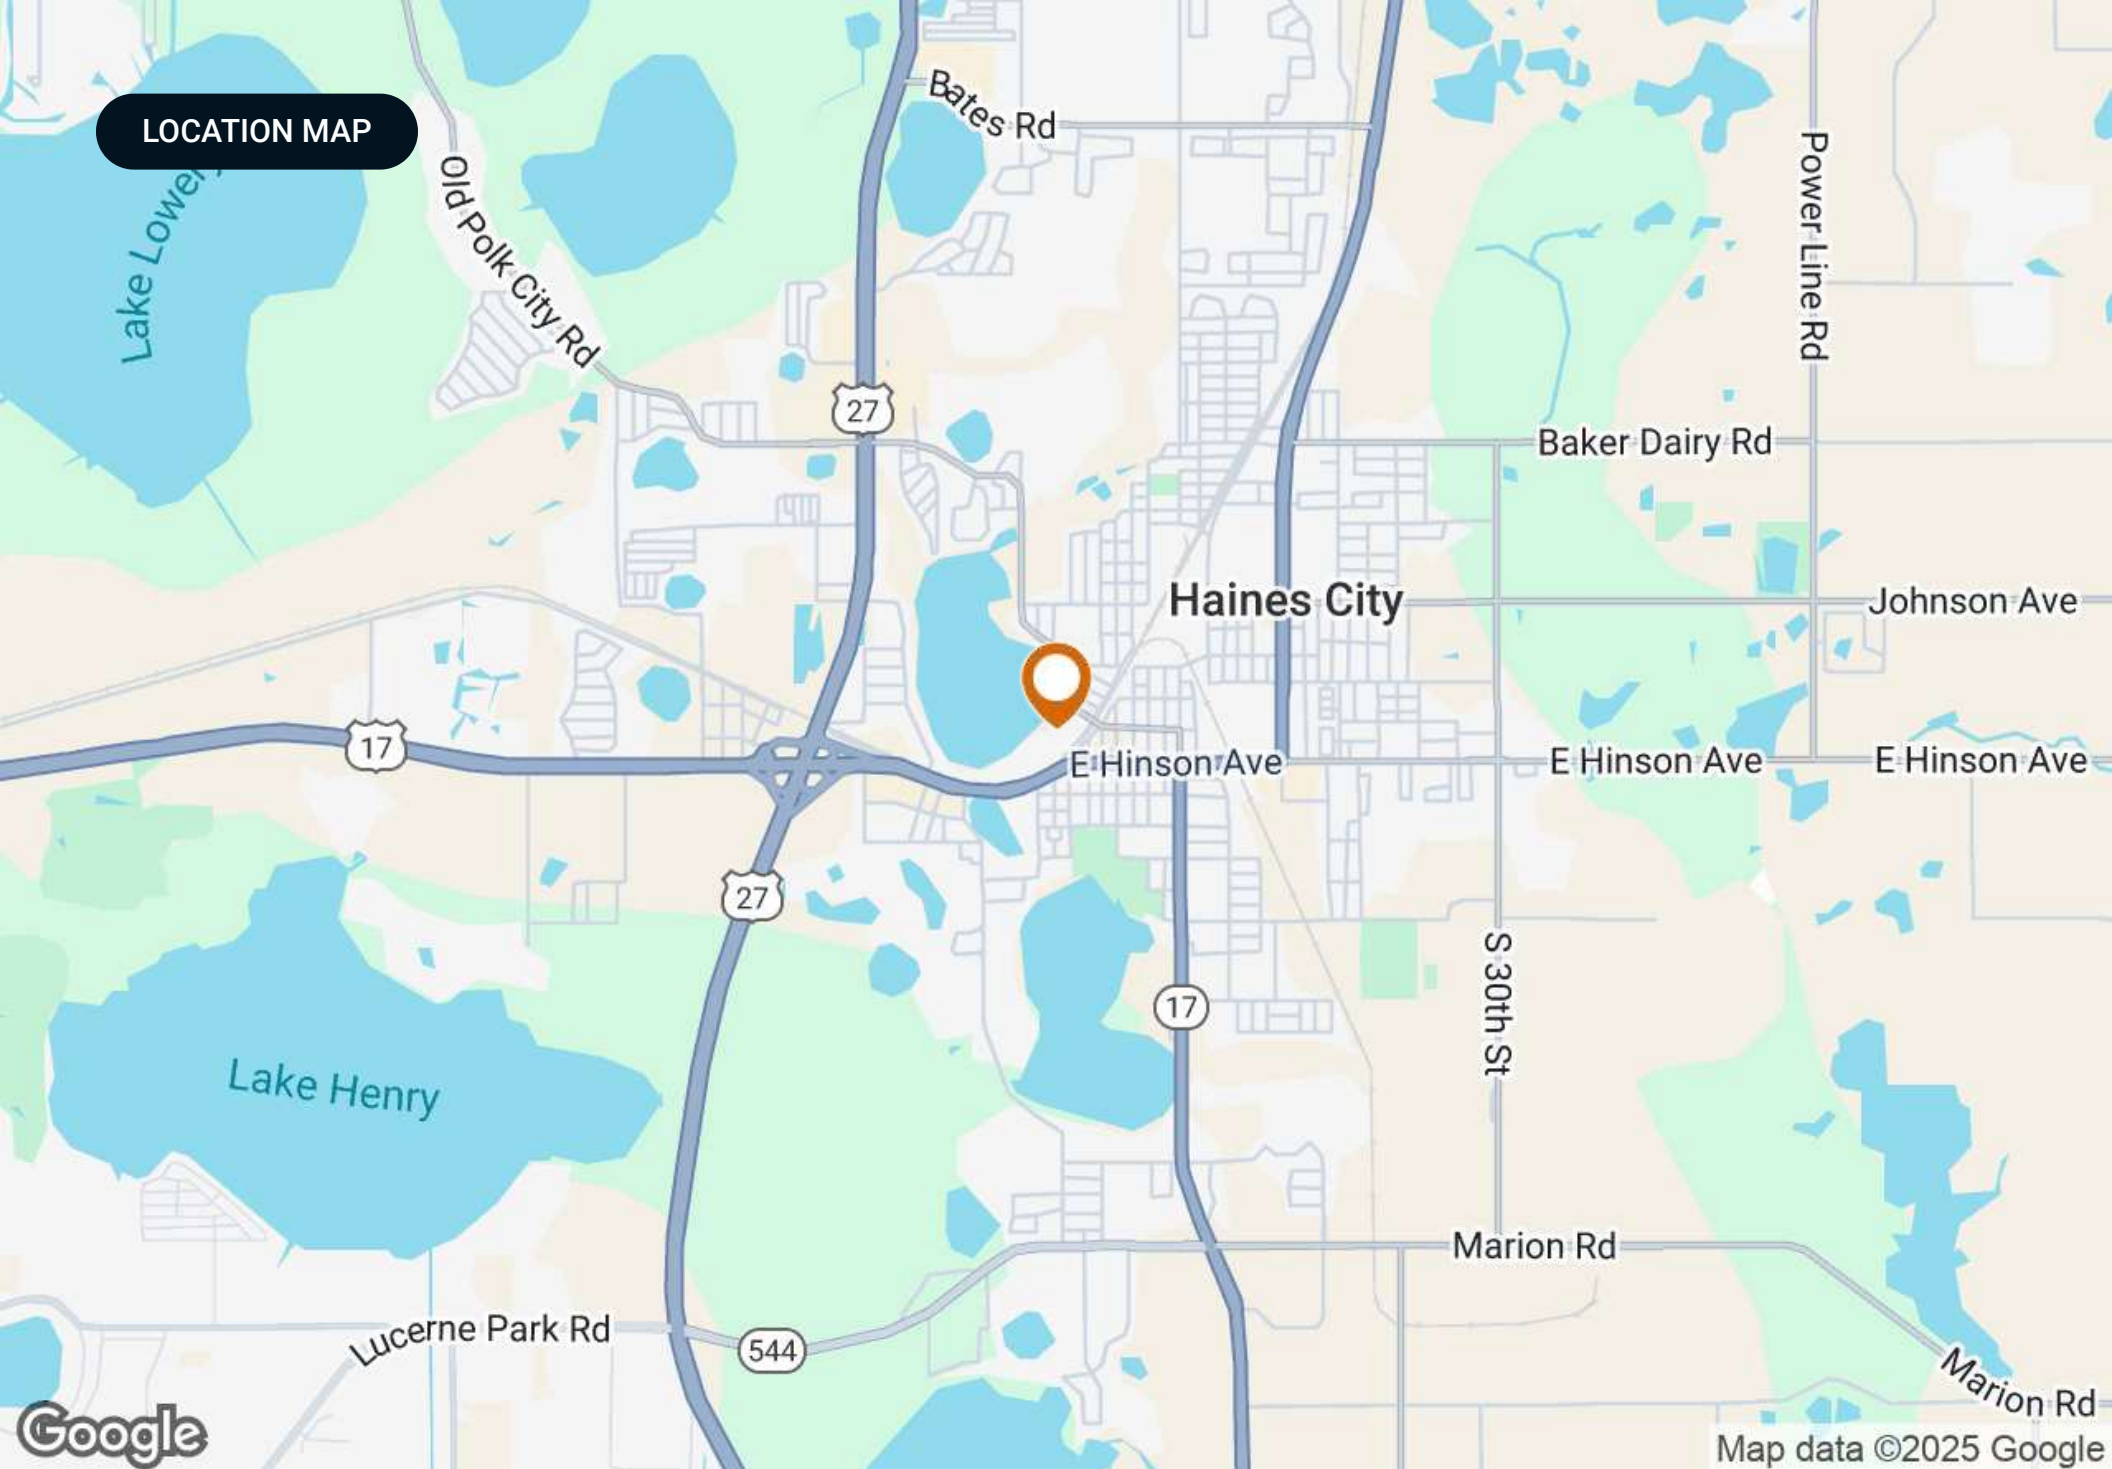 Bates Rd
LOCATION MAP
Lake Lowery
Old Polk City Rd
Power Line Rd
27
Baker Dairy Rd
Haines City
Johnson Ave
17
E Hinson Ave
E Hinson Ave
E Hinson Ave
27
S 30th St
17
Lake Henry
Marion Rd
Lucerne Park Rd
544
Marion Rd
Google
Map data ©2025 Google